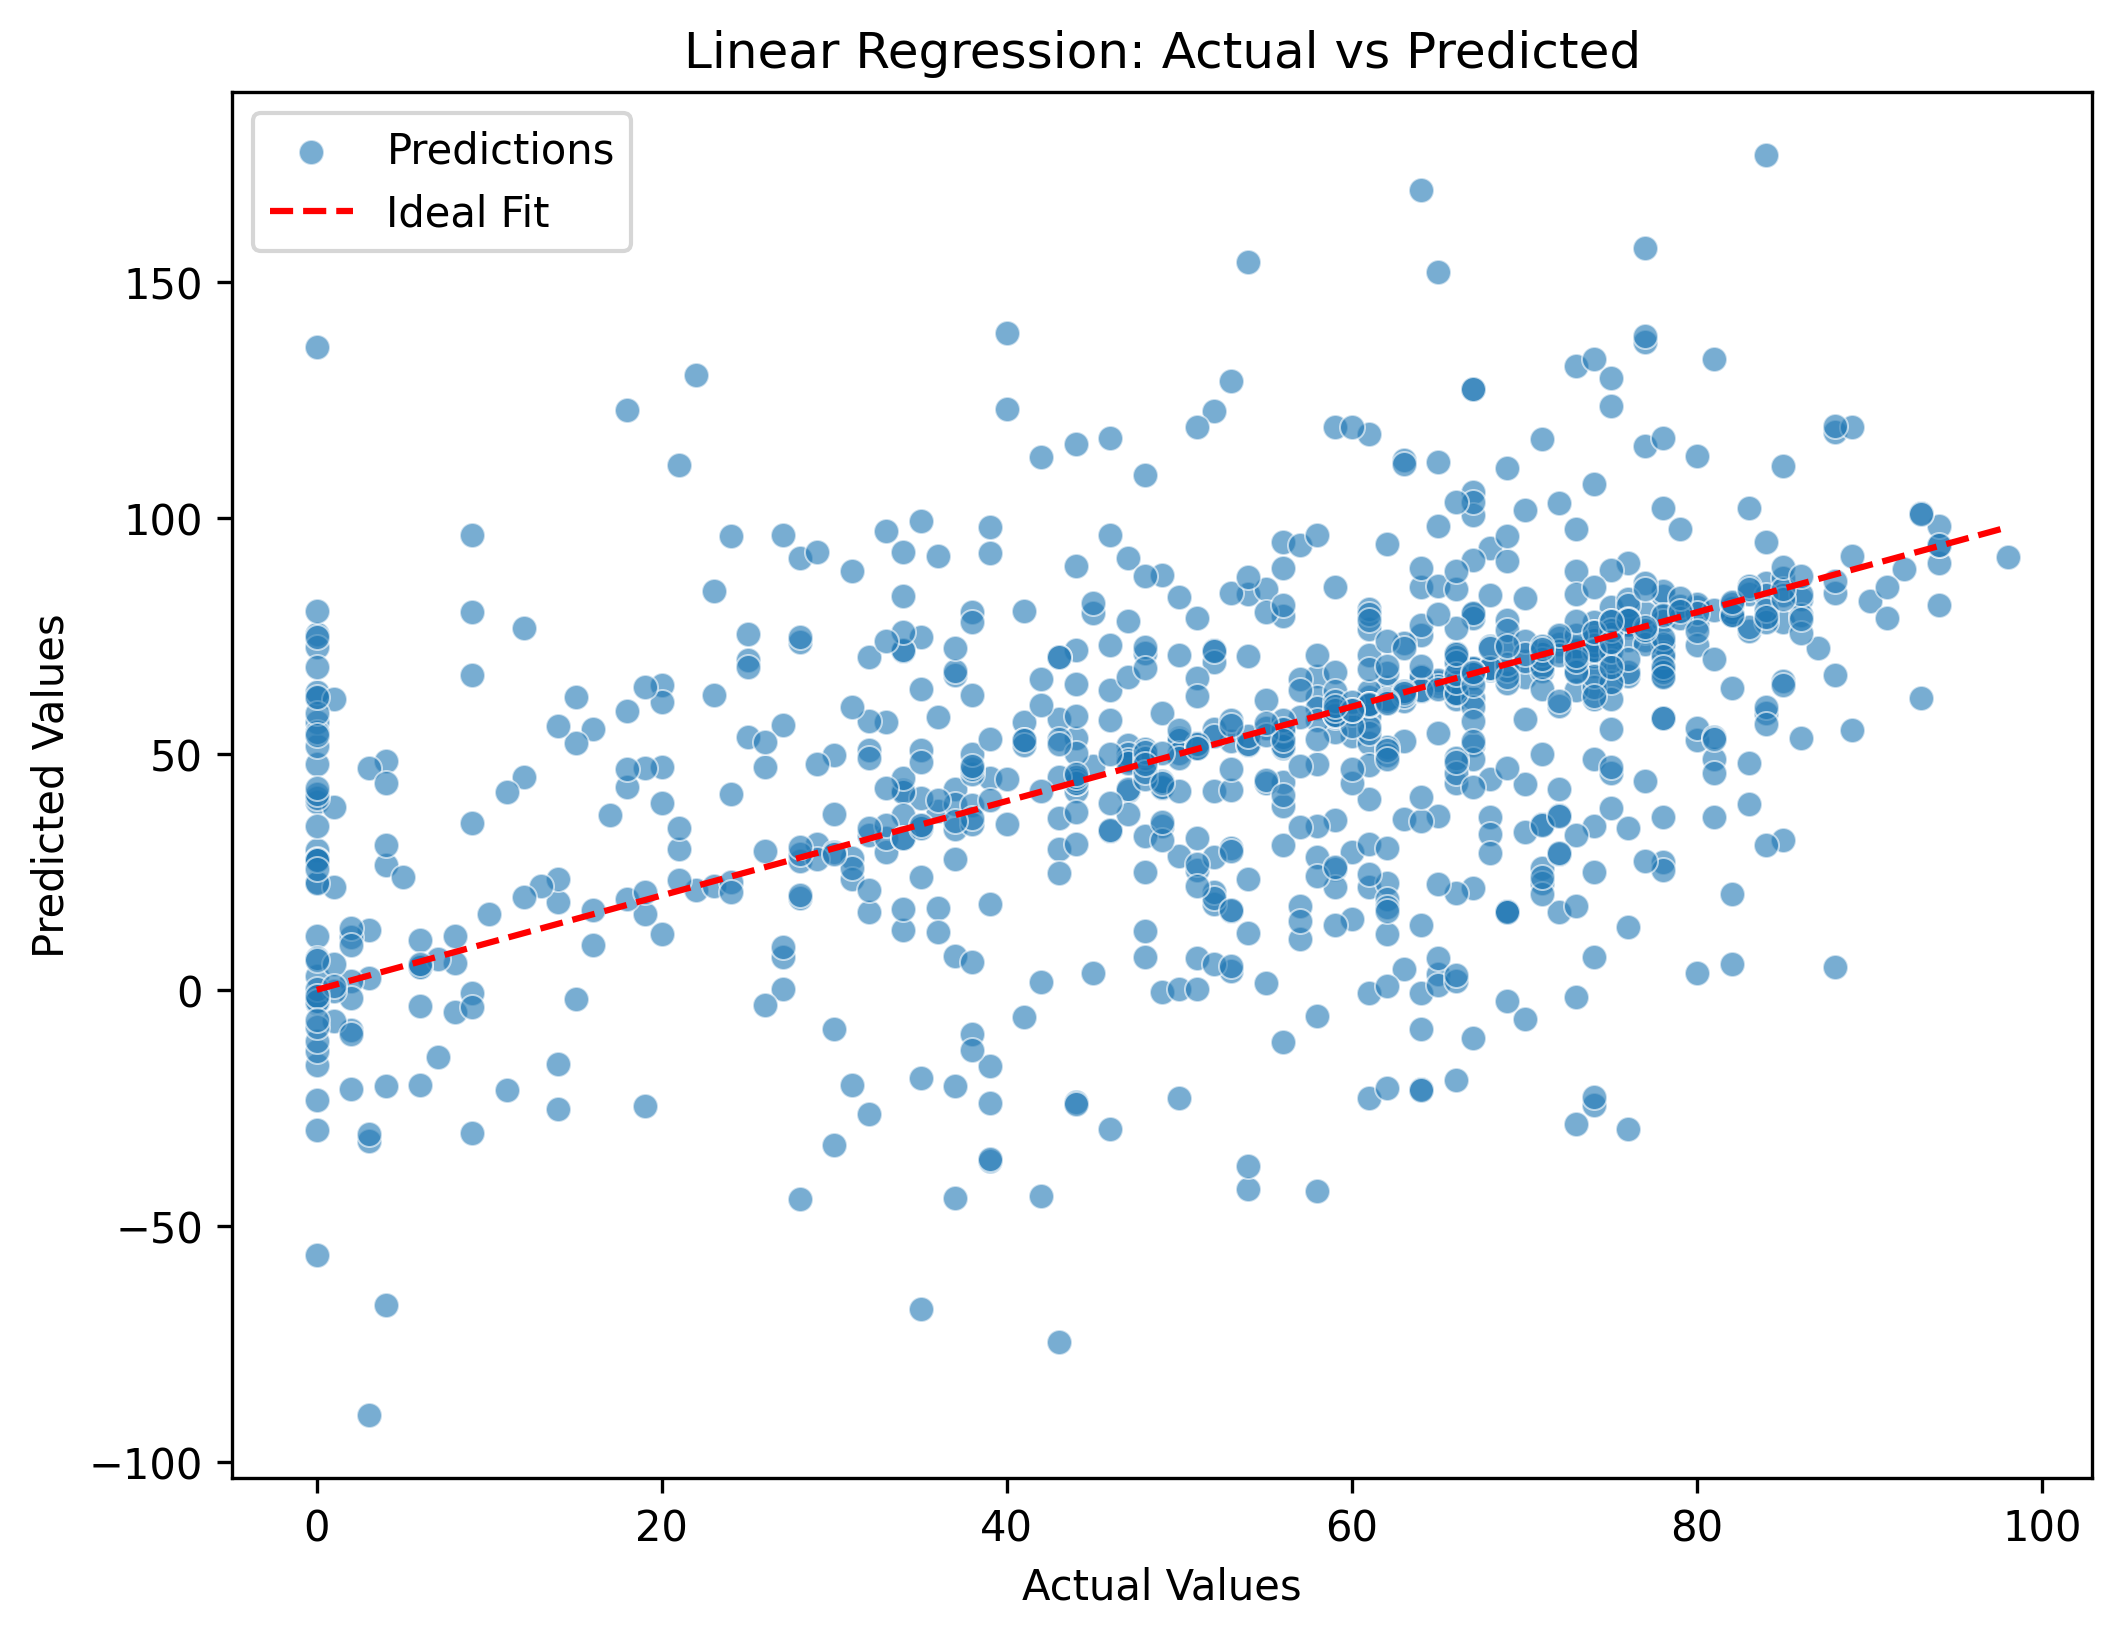 Linear Regression: Actual vs Predicted
Predictions
Ideal Fit
Predicted Values
150
100
50
0
−50
−100
0 20 40 60 80 100
Actual Values